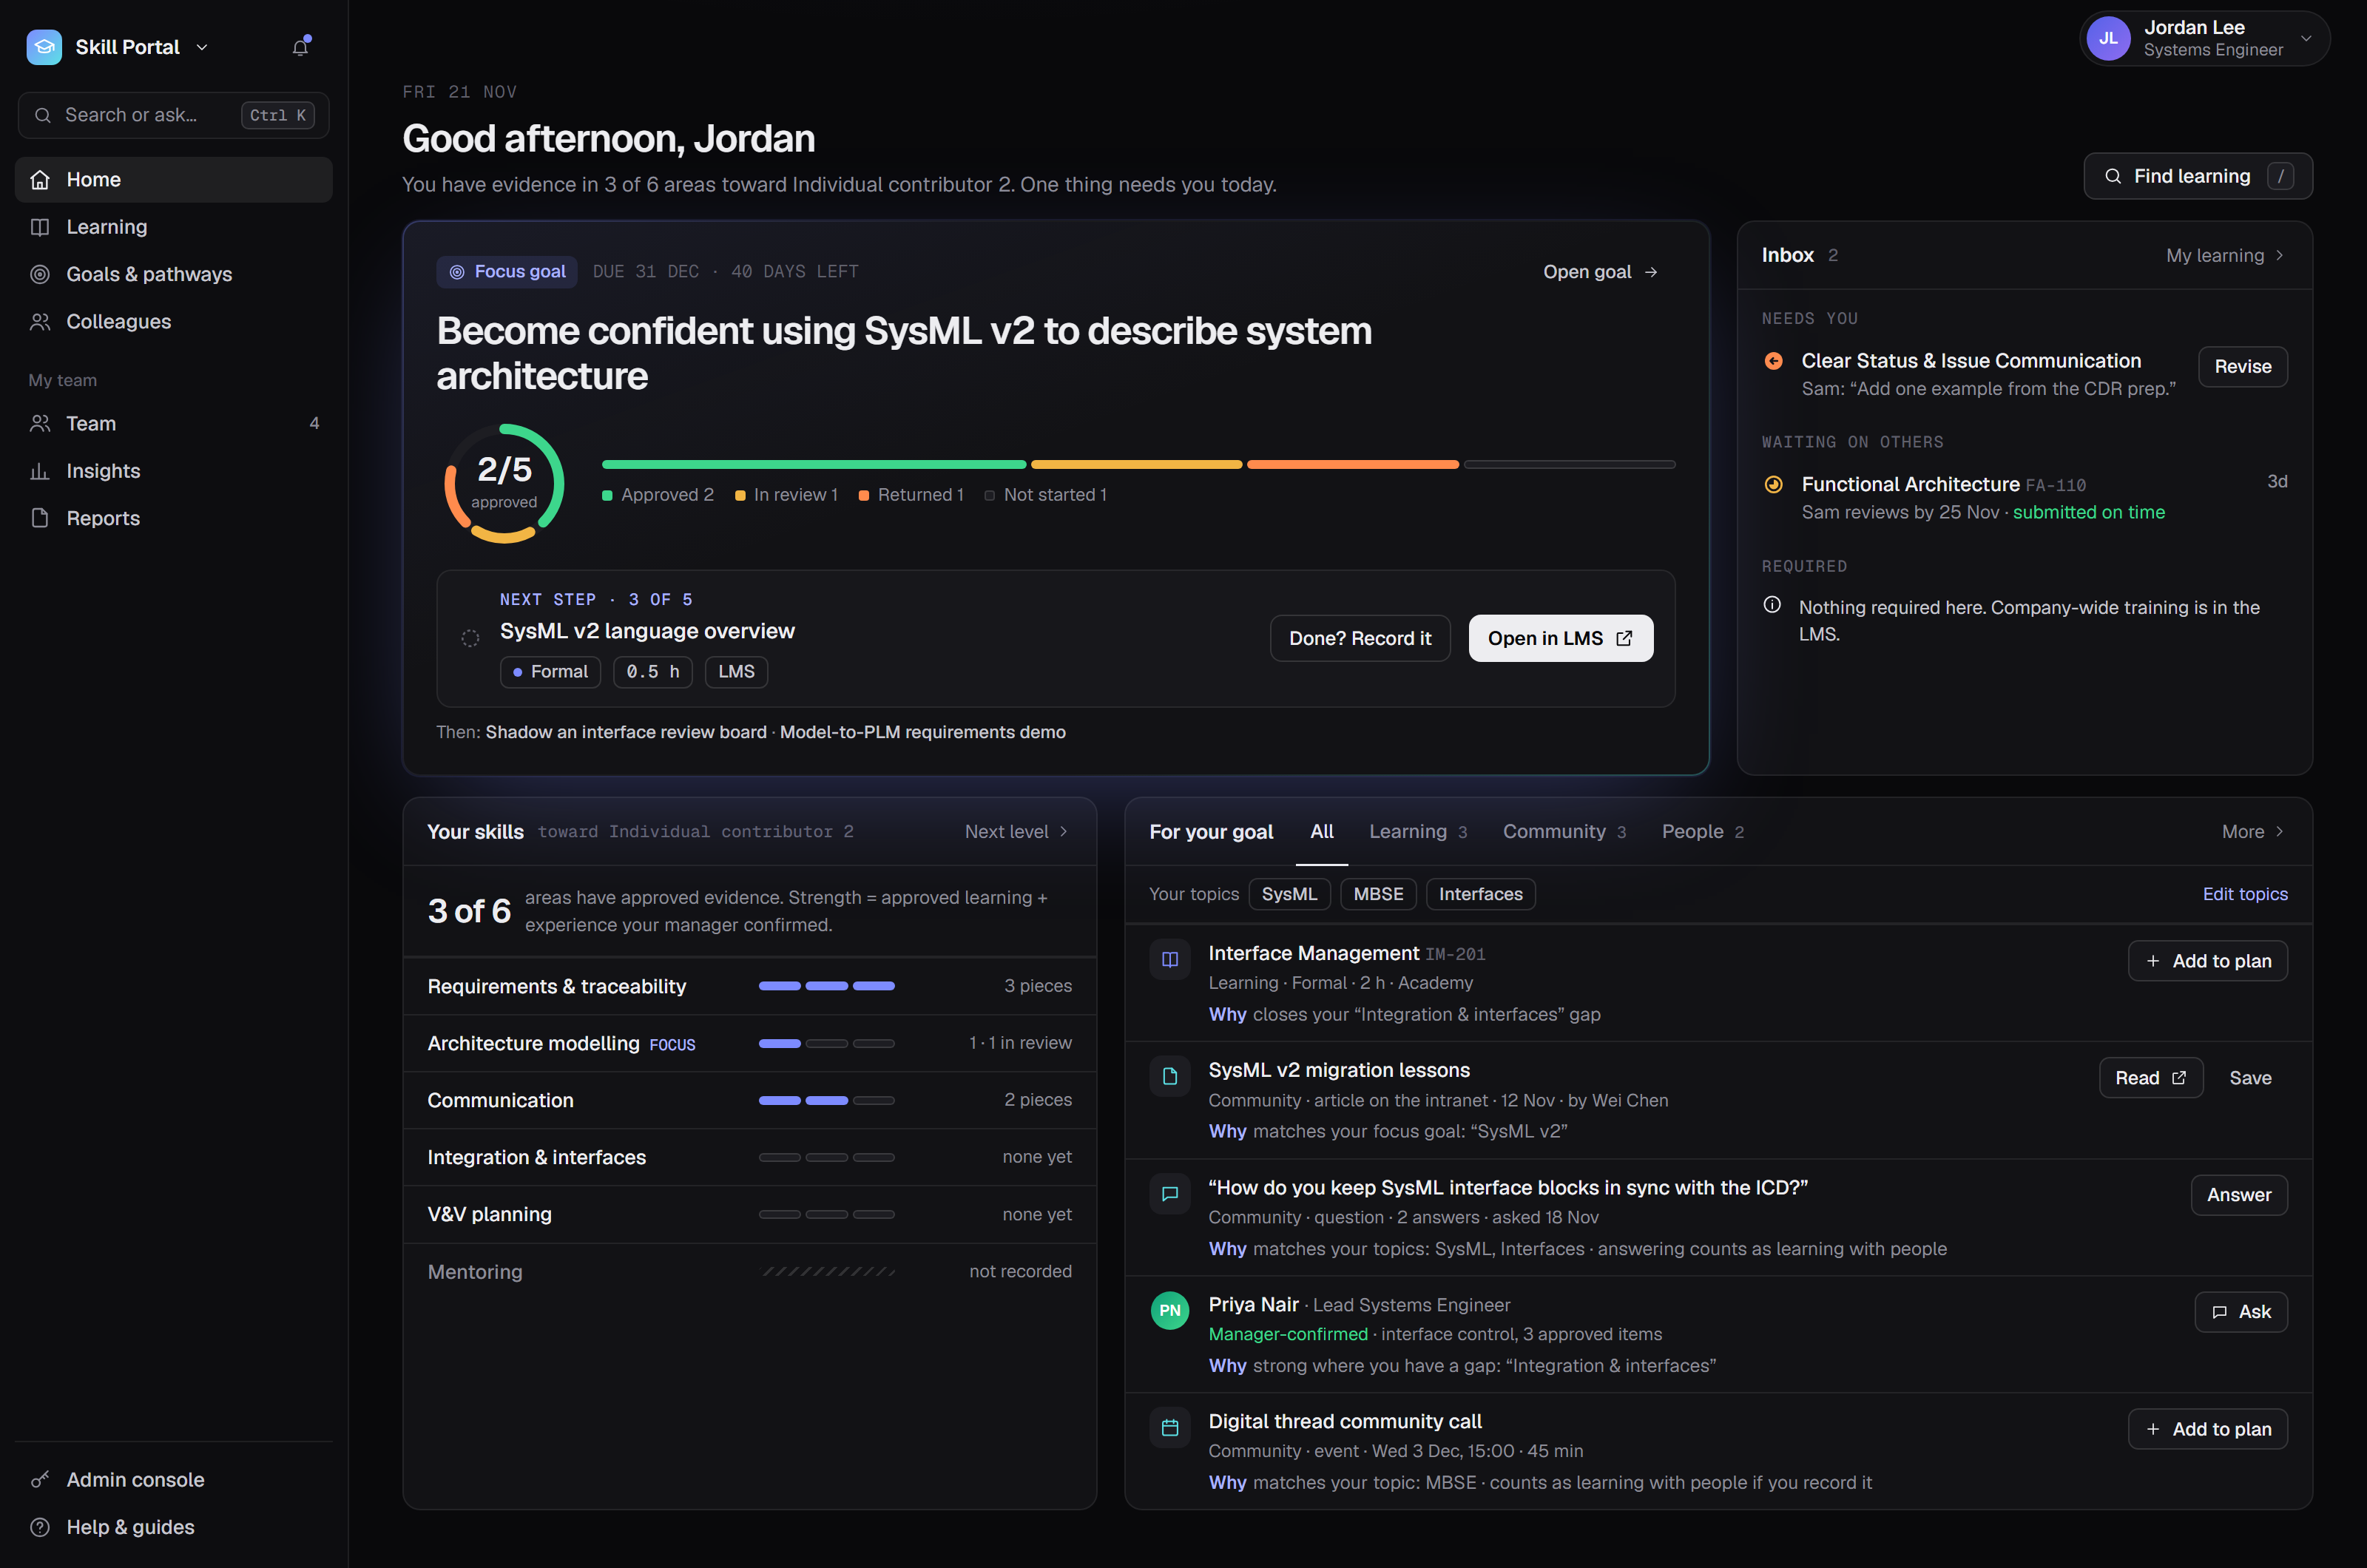 Skill Portal
Search or ask... Ctrl K
Home
Learning
Goals & pathways
Colleagues
My team
Team 4
Insights
Reports
Admin console
Help & guides
JL Jordan Lee
Systems Engineer
FRI 21 NOV
Good afternoon, Jordan
You have evidence in 3 of 6 areas toward Individual contributor 2. One thing needs you today.
Find learning /
Focus goal DUE 31 DEC · 40 DAYS LEFT Open goal
Become confident using SysML v2 to describe system
architecture
2/5
approved
Approved 2 In review 1 Returned 1 Not started 1
NEXT STEP · 3 OF 5
SysML v2 language overview
Formal 0.5 h LMS
Done? Record it Open in LMS
Then: Shadow an interface review board · Model-to-PLM requirements demo
Inbox 2 My learning
NEEDS YOU
Clear Status & Issue Communication Revise
Sam: “Add one example from the CDR prep.”
WAITING ON OTHERS
Functional Architecture FA-110 3d
Sam reviews by 25 Nov · submitted on time
REQUIRED
Nothing required here. Company-wide training is in the
LMS.
Your skills toward Individual contributor 2 Next level
3 of 6 areas have approved evidence. Strength = approved learning +
experience your manager confirmed.
Requirements & traceability 3 pieces
Architecture modelling FOCUS 1 · 1 in review
Communication 2 pieces
Integration & interfaces none yet
V&V planning none yet
Mentoring not recorded
For your goal All Learning 3 Community 3 People 2 More
Your topics SysML MBSE Interfaces Edit topics
Interface Management IM-201 Add to plan
Learning · Formal · 2 h · Academy
Why closes your “Integration & interfaces” gap
SysML v2 migration lessons Read Save
Community · article on the intranet · 12 Nov · by Wei Chen
Why matches your focus goal: “SysML v2”
“How do you keep SysML interface blocks in sync with the ICD?” Answer
Community · question · 2 answers · asked 18 Nov
Why matches your topics: SysML, Interfaces · answering counts as learning with people
PN Priya Nair · Lead Systems Engineer Ask
Manager-confirmed · interface control, 3 approved items
Why strong where you have a gap: “Integration & interfaces”
Digital thread community call Add to plan
Community · event · Wed 3 Dec, 15:00 · 45 min
Why matches your topic: MBSE · counts as learning with people if you record it